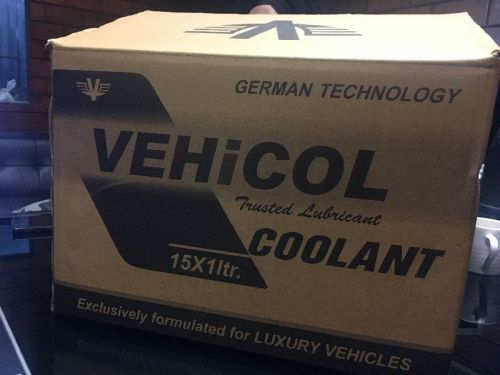 V
GERMAN TECHNOLOGY
VEHiCOL
Trusted Lubricant
COOLANT
15X1ltr.
Exclusively formulated for LUXURY VEHICLES